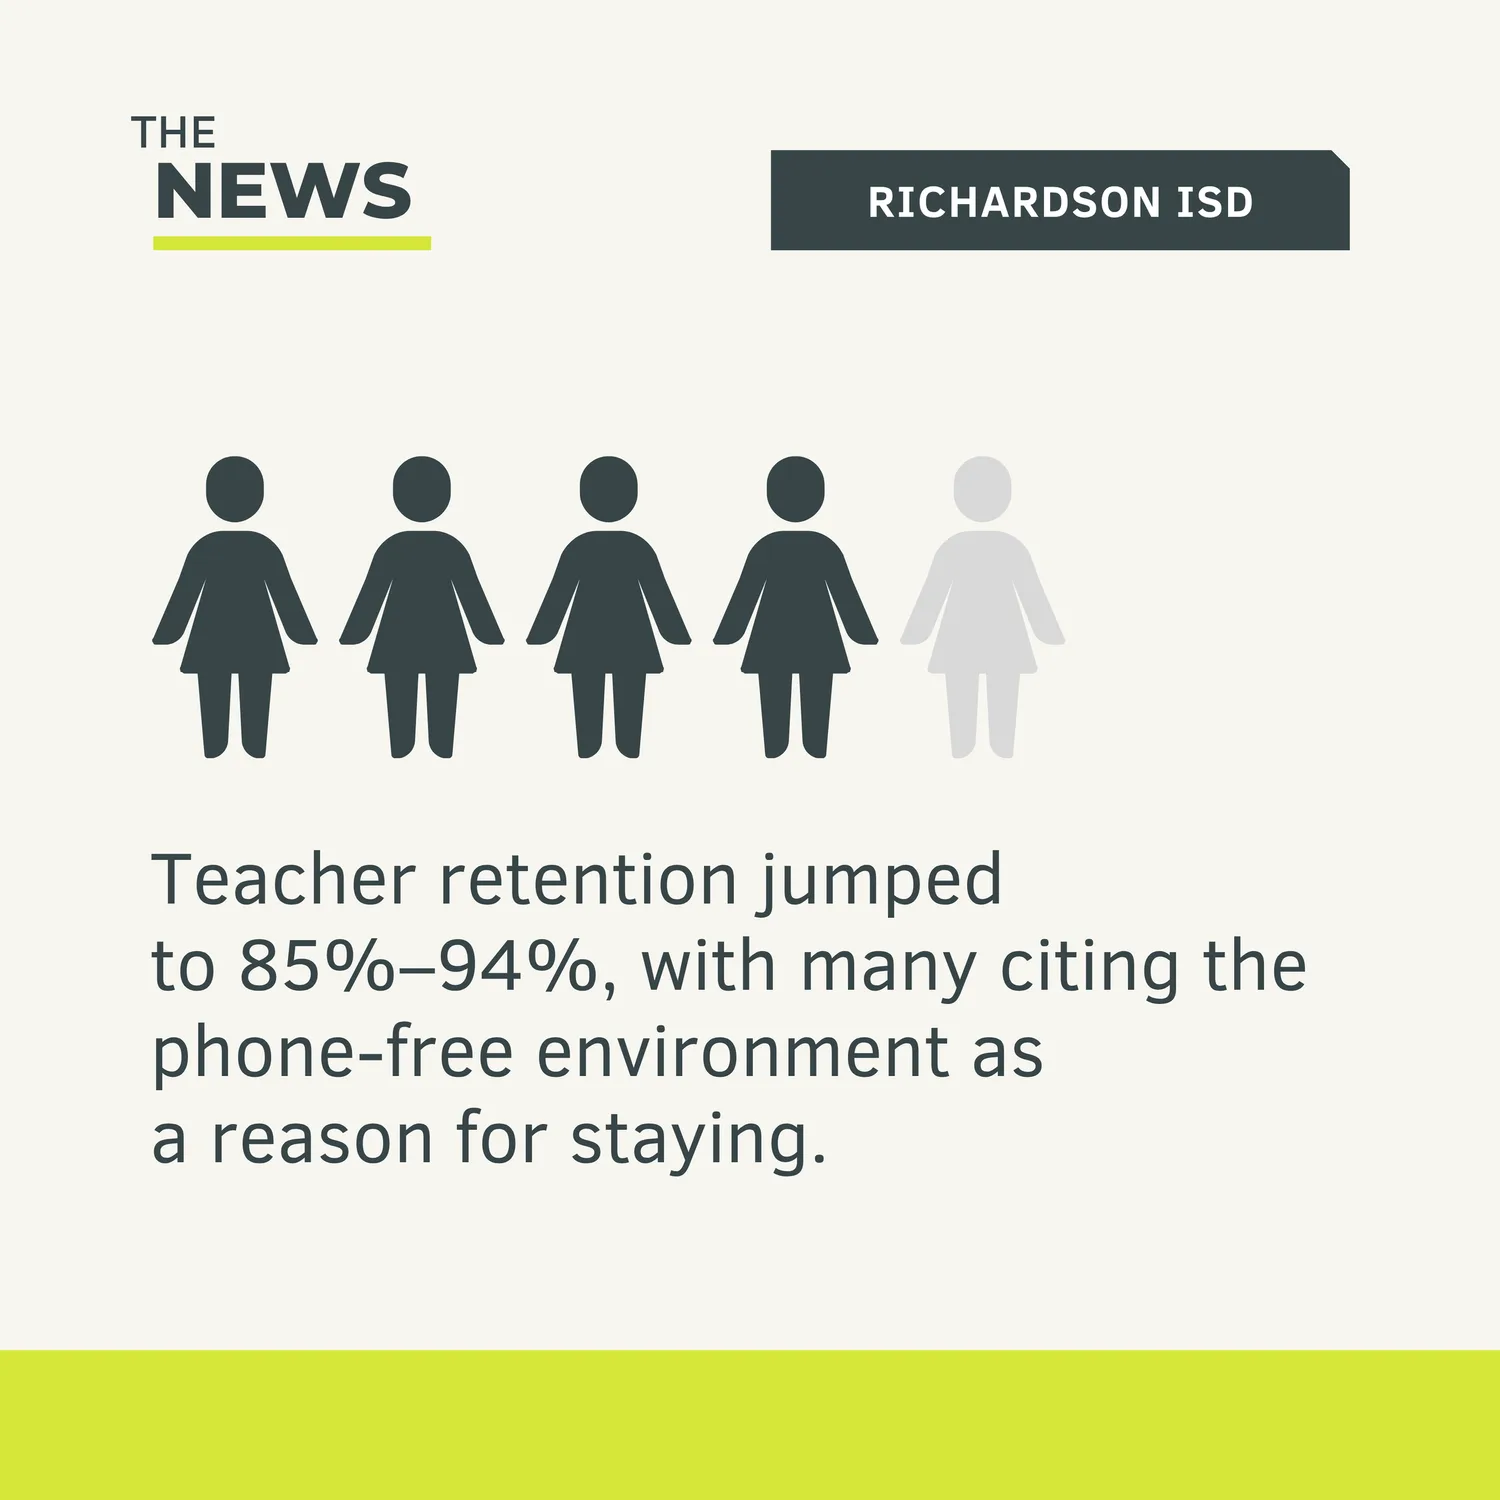 THE
NEWS
RICHARDSON ISD
Teacher retention jumped
to 85%–94%, with many citing the
phone-free environment as
a reason for staying.